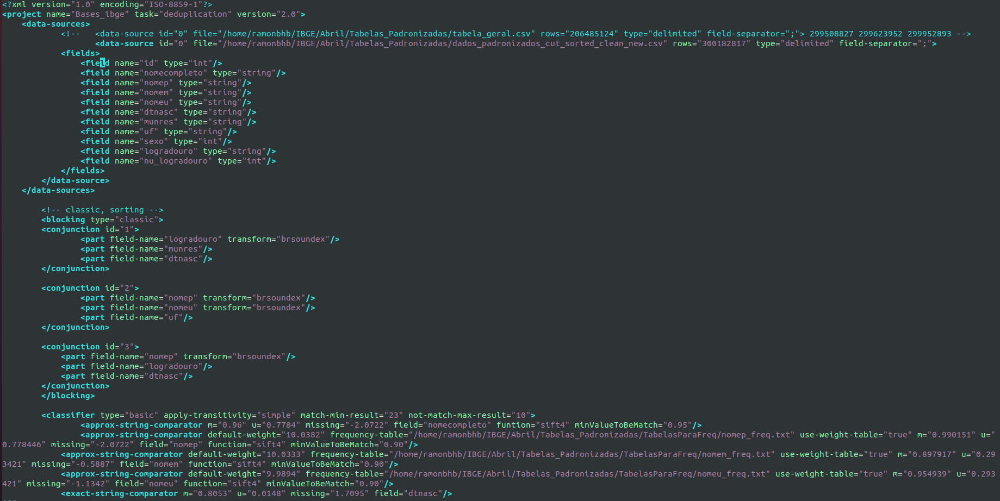 <?xml version="1.0" encoding="ISO-8859-1"?>
<project name="Bases_ibge" task="deduplication" version="2.0">
    <data-sources>
            <!--   <data-source id="0" file="/home/ramonbhb/IBGE/Abril/Tabelas_Padronizadas/tabela_geral.csv" rows="206485124" type="delimited" field-separator=";"> 299508827 299623952 299952893 -->
                   <data-source id="0" file="/home/ramonbhb/IBGE/Abril/Tabelas_Padronizadas/dados_padronizados_cut_sorted_clean_new.csv" rows="300182817" type="delimited" field-separator=";">
            <fields>
                <field name="id" type="int"/>
                <field name="nomecompleto" type="string"/>
                <field name="nomep" type="string"/>
                <field name="nomem" type="string"/>
                <field name="nomeu" type="string"/>
                <field name="dtnasc" type="string"/>
                <field name="munres" type="string"/>
                <field name="uf" type="string"/>
                <field name="sexo" type="int"/>
                <field name="logradouro" type="string"/>
                <field name="nu_logradouro" type="int"/>
            </fields>
        </data-source>
    </data-sources>

        <!-- classic, sorting -->
        <blocking type="classic">
        <conjunction id="1">
                <part field-name="logradouro" transform="brsoundex"/>
                <part field-name="munres"/>
                <part field-name="dtnasc"/>
        </conjunction>

        <conjunction id="2">
                <part field-name="nomep" transform="brsoundex"/>
                <part field-name="nomeu" transform="brsoundex"/>
                <part field-name="uf"/>
        </conjunction>

        <conjunction id="3">
            <part field-name="nomep" transform="brsoundex"/>
            <part field-name="logradouro"/>
            <part field-name="dtnasc"/>
        </conjunction>
        </blocking>

        <classifier type="basic" apply-transitivity="simple" match-min-result="23" not-match-max-result="10">
                <approx-string-comparator m="0.96" u="0.7784" missing="-2.0722" field="nomecompleto" funtion="sift4" minValueToBeMatch="0.95"/>
                <approx-string-comparator default-weight="10.0382" frequency-table="/home/ramonbhb/IBGE/Abril/Tabelas_Padronizadas/TabelasParaFreq/nomep_freq.txt" use-weight-table="true" m="0.990151" u="
0.778446" missing="-2.0722" field="nomep" function="sift4" minValueToBeMatch="0.90"/>
            <approx-string-comparator default-weight="10.0333" frequency-table="/home/ramonbhb/IBGE/Abril/Tabelas_Padronizadas/TabelasParaFreq/nomem_freq.txt" use-weight-table="true" m="0.897917" u="0.29
3421" missing="-0.5887" field="nomem" function="sift4" minValueToBeMatch="0.90"/>
            <approx-string-comparator default-weight="9.9894" frequency-table="/home/ramonbhb/IBGE/Abril/Tabelas_Padronizadas/TabelasParaFreq/nomeu_freq.txt" use-weight-table="true" m="0.954939" u="0.293
421" missing="-1.1342" field="nomeu" function="sift4" minValueToBeMatch="0.90"/>
            <exact-string-comparator m="0.8053" u="0.0148" missing="1.7095" field="dtnasc"/>